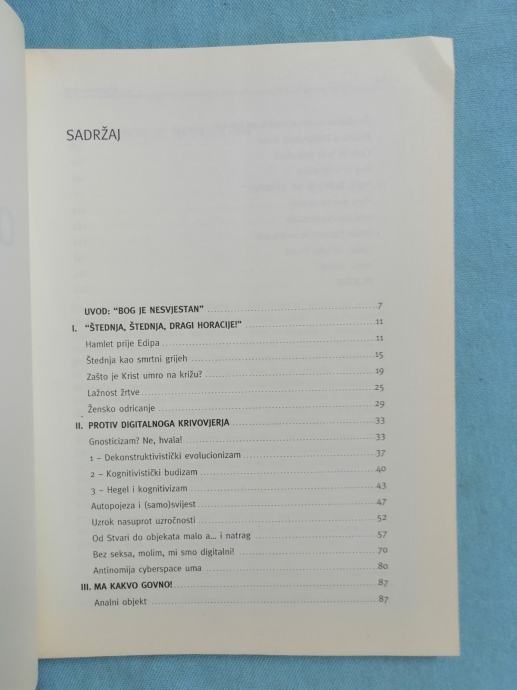 SADRŽAJ
UVOD: “BOG JE NESVJESTAN” 7
I. “ŠTEDNJA, ŠTEDNJA, DRAGI HORACIJE!” 11
Hamlet prije Edipa 11
Štednja kao smrtni grijeh 15
Zašto je Krist umro na križu? 19
Lažnost žrtve 25
Žensko odricanje 29
II. PROTIV DIGITALNOGA KRIVOVJERJA 33
Gnosticizam? Ne, hvala! 33
1 – Dekonstruktivistički evolucionizam 37
2 – Kognitivistički budizam 40
3 – Hegel i kognitivizam 43
Autopojeza i (samo)svijest 47
Uzrok nasuprot uzročnosti 52
Od Stvari do objekata malo a... i natrag 57
Bez seksa, molim, mi smo digitalni! 70
Antinomija cyberspace uma 80
III. MA KAKVO GOVNO! 87
Analni objekt 87